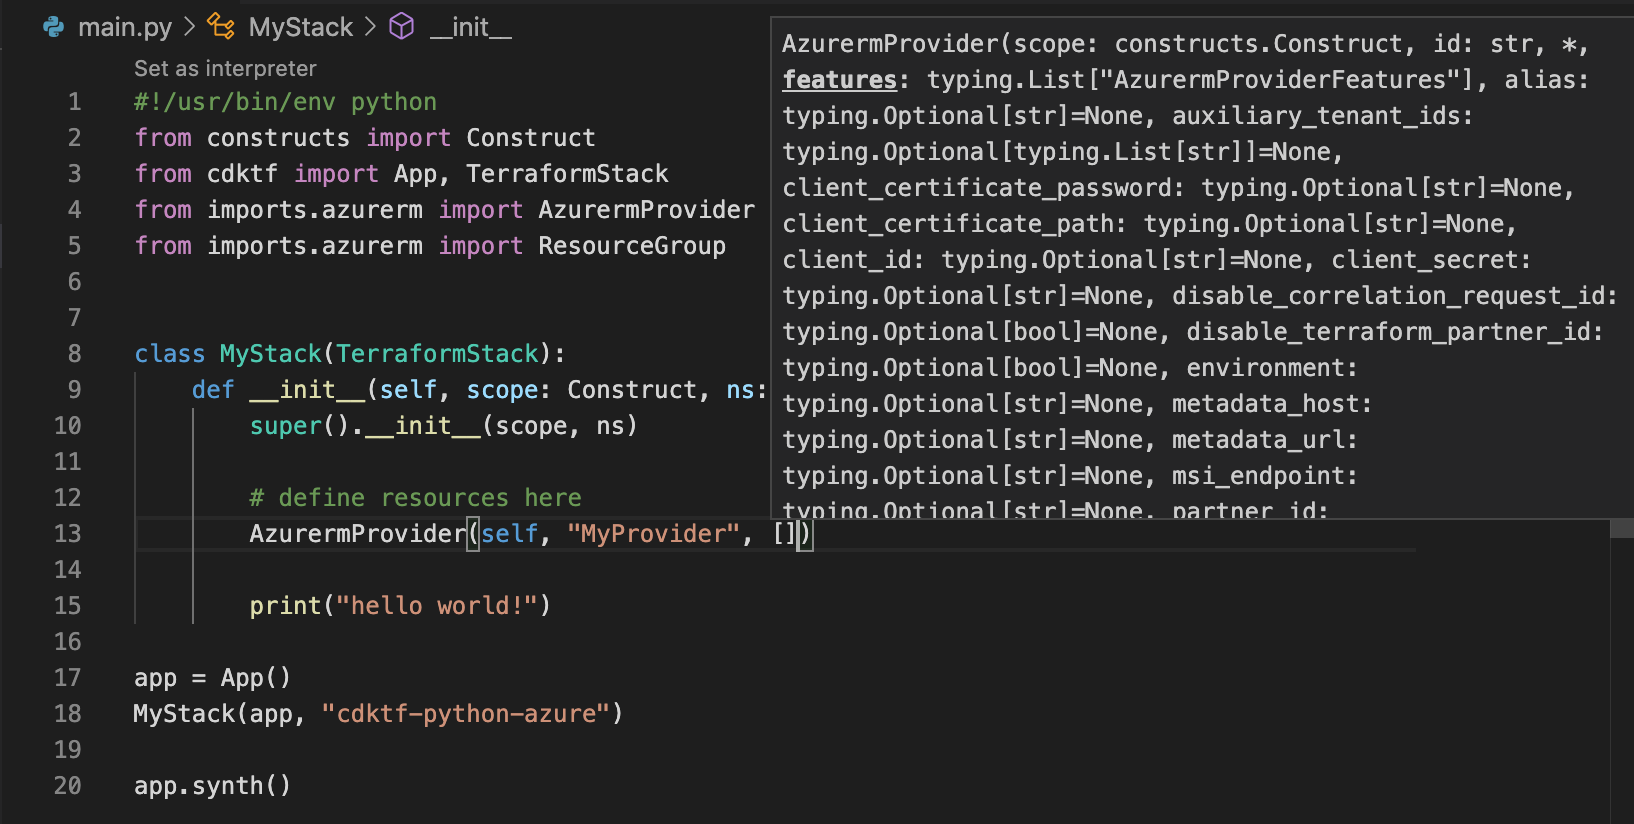 main.py > MyStack > __init__
Set as interpreter
1 #!/usr/bin/env python
2 from constructs import Construct
3 from cdktf import App, TerraformStack
4 from imports.azurerm import AzurermProvider
5 from imports.azurerm import ResourceGroup
6
7
8 class MyStack(TerraformStack):
9     def __init__(self, scope: Construct, ns:
10         super().__init__(scope, ns)
11
12         # define resources here
13         AzurermProvider(self, "MyProvider", [])
14
15         print("hello world!")
16
17 app = App()
18 MyStack(app, "cdktf-python-azure")
19
20 app.synth()
AzurermProvider(scope: constructs.Construct, id: str, *,
features: typing.List["AzurermProviderFeatures"], alias:
typing.Optional[str]=None, auxiliary_tenant_ids:
typing.Optional[typing.List[str]]=None,
client_certificate_password: typing.Optional[str]=None,
client_certificate_path: typing.Optional[str]=None,
client_id: typing.Optional[str]=None, client_secret:
typing.Optional[str]=None, disable_correlation_request_id:
typing.Optional[bool]=None, disable_terraform_partner_id:
typing.Optional[bool]=None, environment:
typing.Optional[str]=None, metadata_host:
typing.Optional[str]=None, metadata_url:
typing.Optional[str]=None, msi_endpoint:
typing.Optional[str]=None, partner_id: